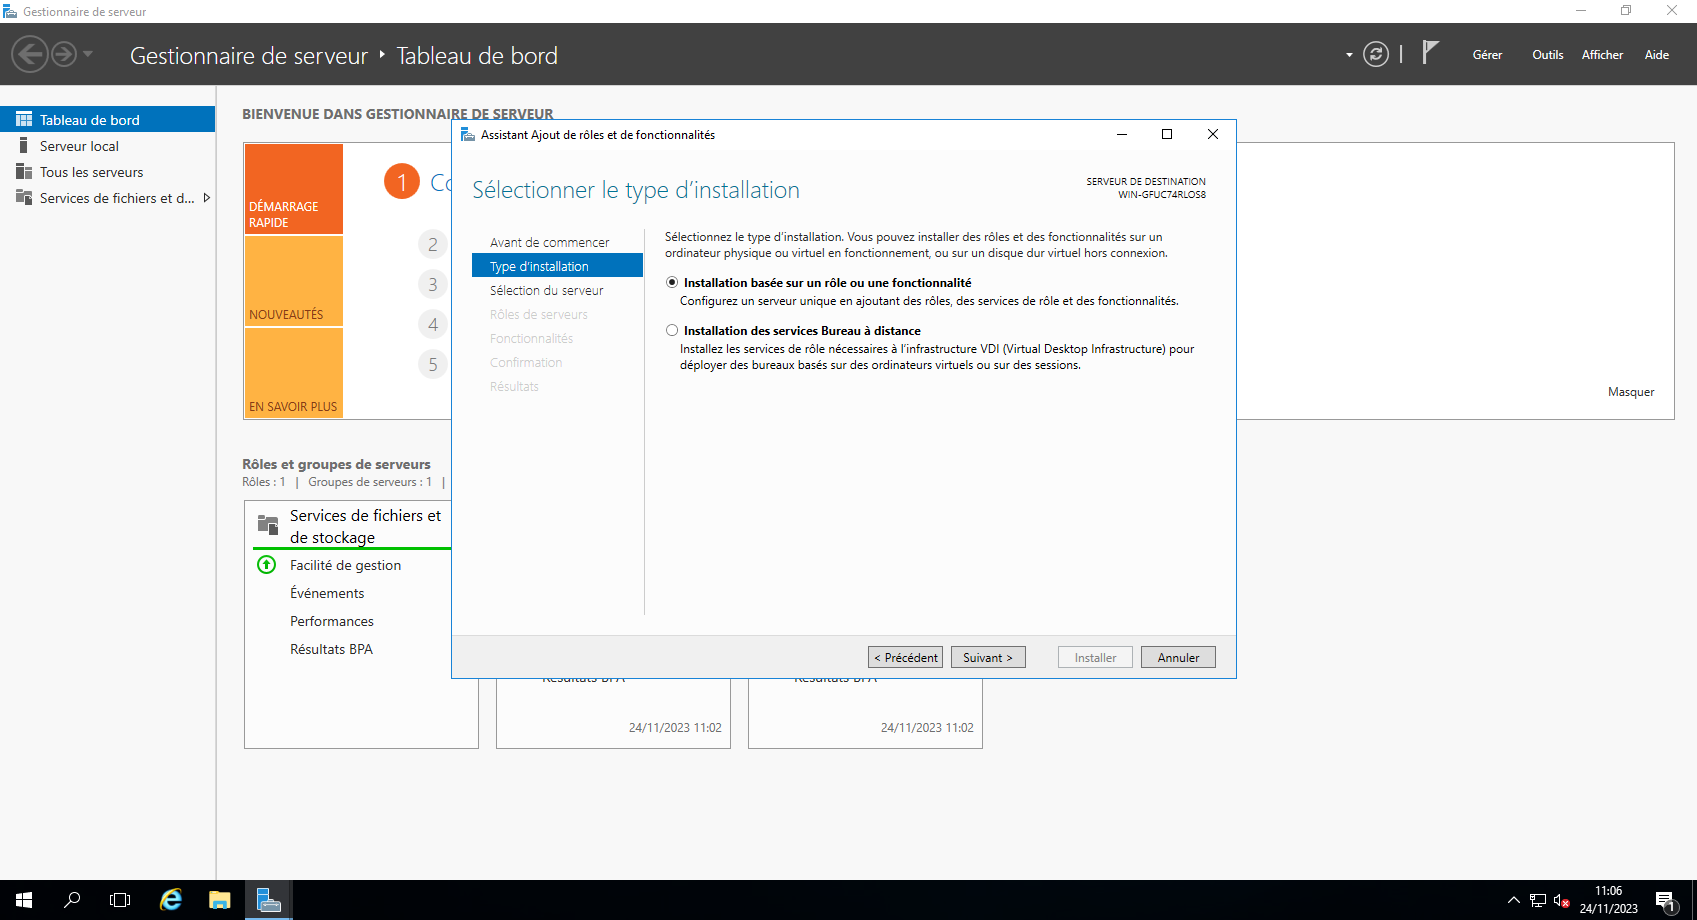 Gestionnaire de serveur
Gestionnaire de serveur ‣ Tableau de bord
Gérer
Outils
Afficher
Aide
Tableau de bord
Serveur local
Tous les serveurs
Services de fichiers et d...
BIENVENUE DANS GESTIONNAIRE DE SERVEUR
DÉMARRAGE
RAPIDE
NOUVEAUTÉS
EN SAVOIR PLUS
1 Co
2
3
4
5
Masquer
Assistant Ajout de rôles et de fonctionnalités
Sélectionner le type d’installation
SERVEUR DE DESTINATION
WIN-GFUC74RLOS8
Avant de commencer
Type d’installation
Sélection du serveur
Rôles de serveurs
Fonctionnalités
Confirmation
Résultats
Sélectionnez le type d’installation. Vous pouvez installer des rôles et des fonctionnalités sur un
ordinateur physique ou virtuel en fonctionnement, ou sur un disque dur virtuel hors connexion.
Installation basée sur un rôle ou une fonctionnalité
Configurez un serveur unique en ajoutant des rôles, des services de rôle et des fonctionnalités.
Installation des services Bureau à distance
Installez les services de rôle nécessaires à l’infrastructure VDI (Virtual Desktop Infrastructure) pour
déployer des bureaux basés sur des ordinateurs virtuels ou sur des sessions.
< Précédent
Suivant >
Installer
Annuler
Rôles et groupes de serveurs
Rôles : 1 | Groupes de serveurs : 1 |
Services de fichiers et
de stockage
Facilité de gestion
Événements
Performances
Résultats BPA
Résultats BPA
24/11/2023 11:02
Résultats BPA
24/11/2023 11:02
11:06
24/11/2023
1